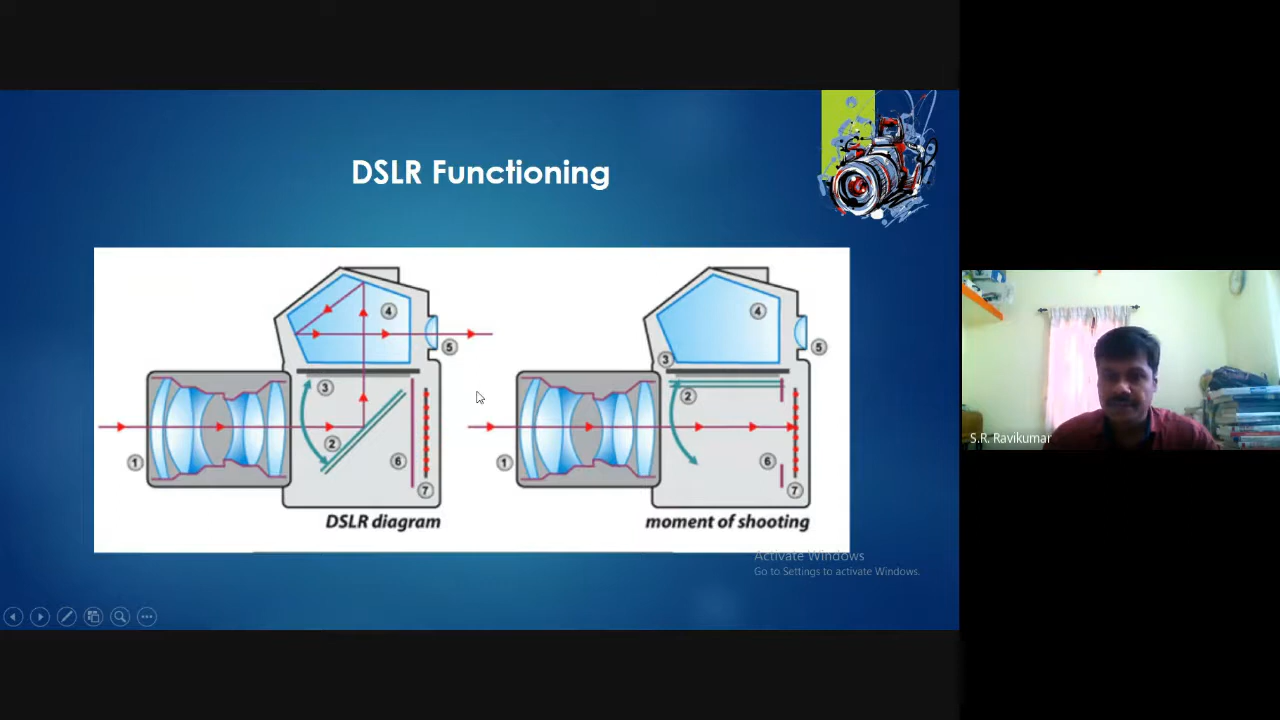 DSLR Functioning
4
5
3
2
1
6
7
DSLR diagram
4
5
3
2
1
6
7
moment of shooting
Activate Windows
Go to Settings to activate Windows.
S.R. Ravikumar